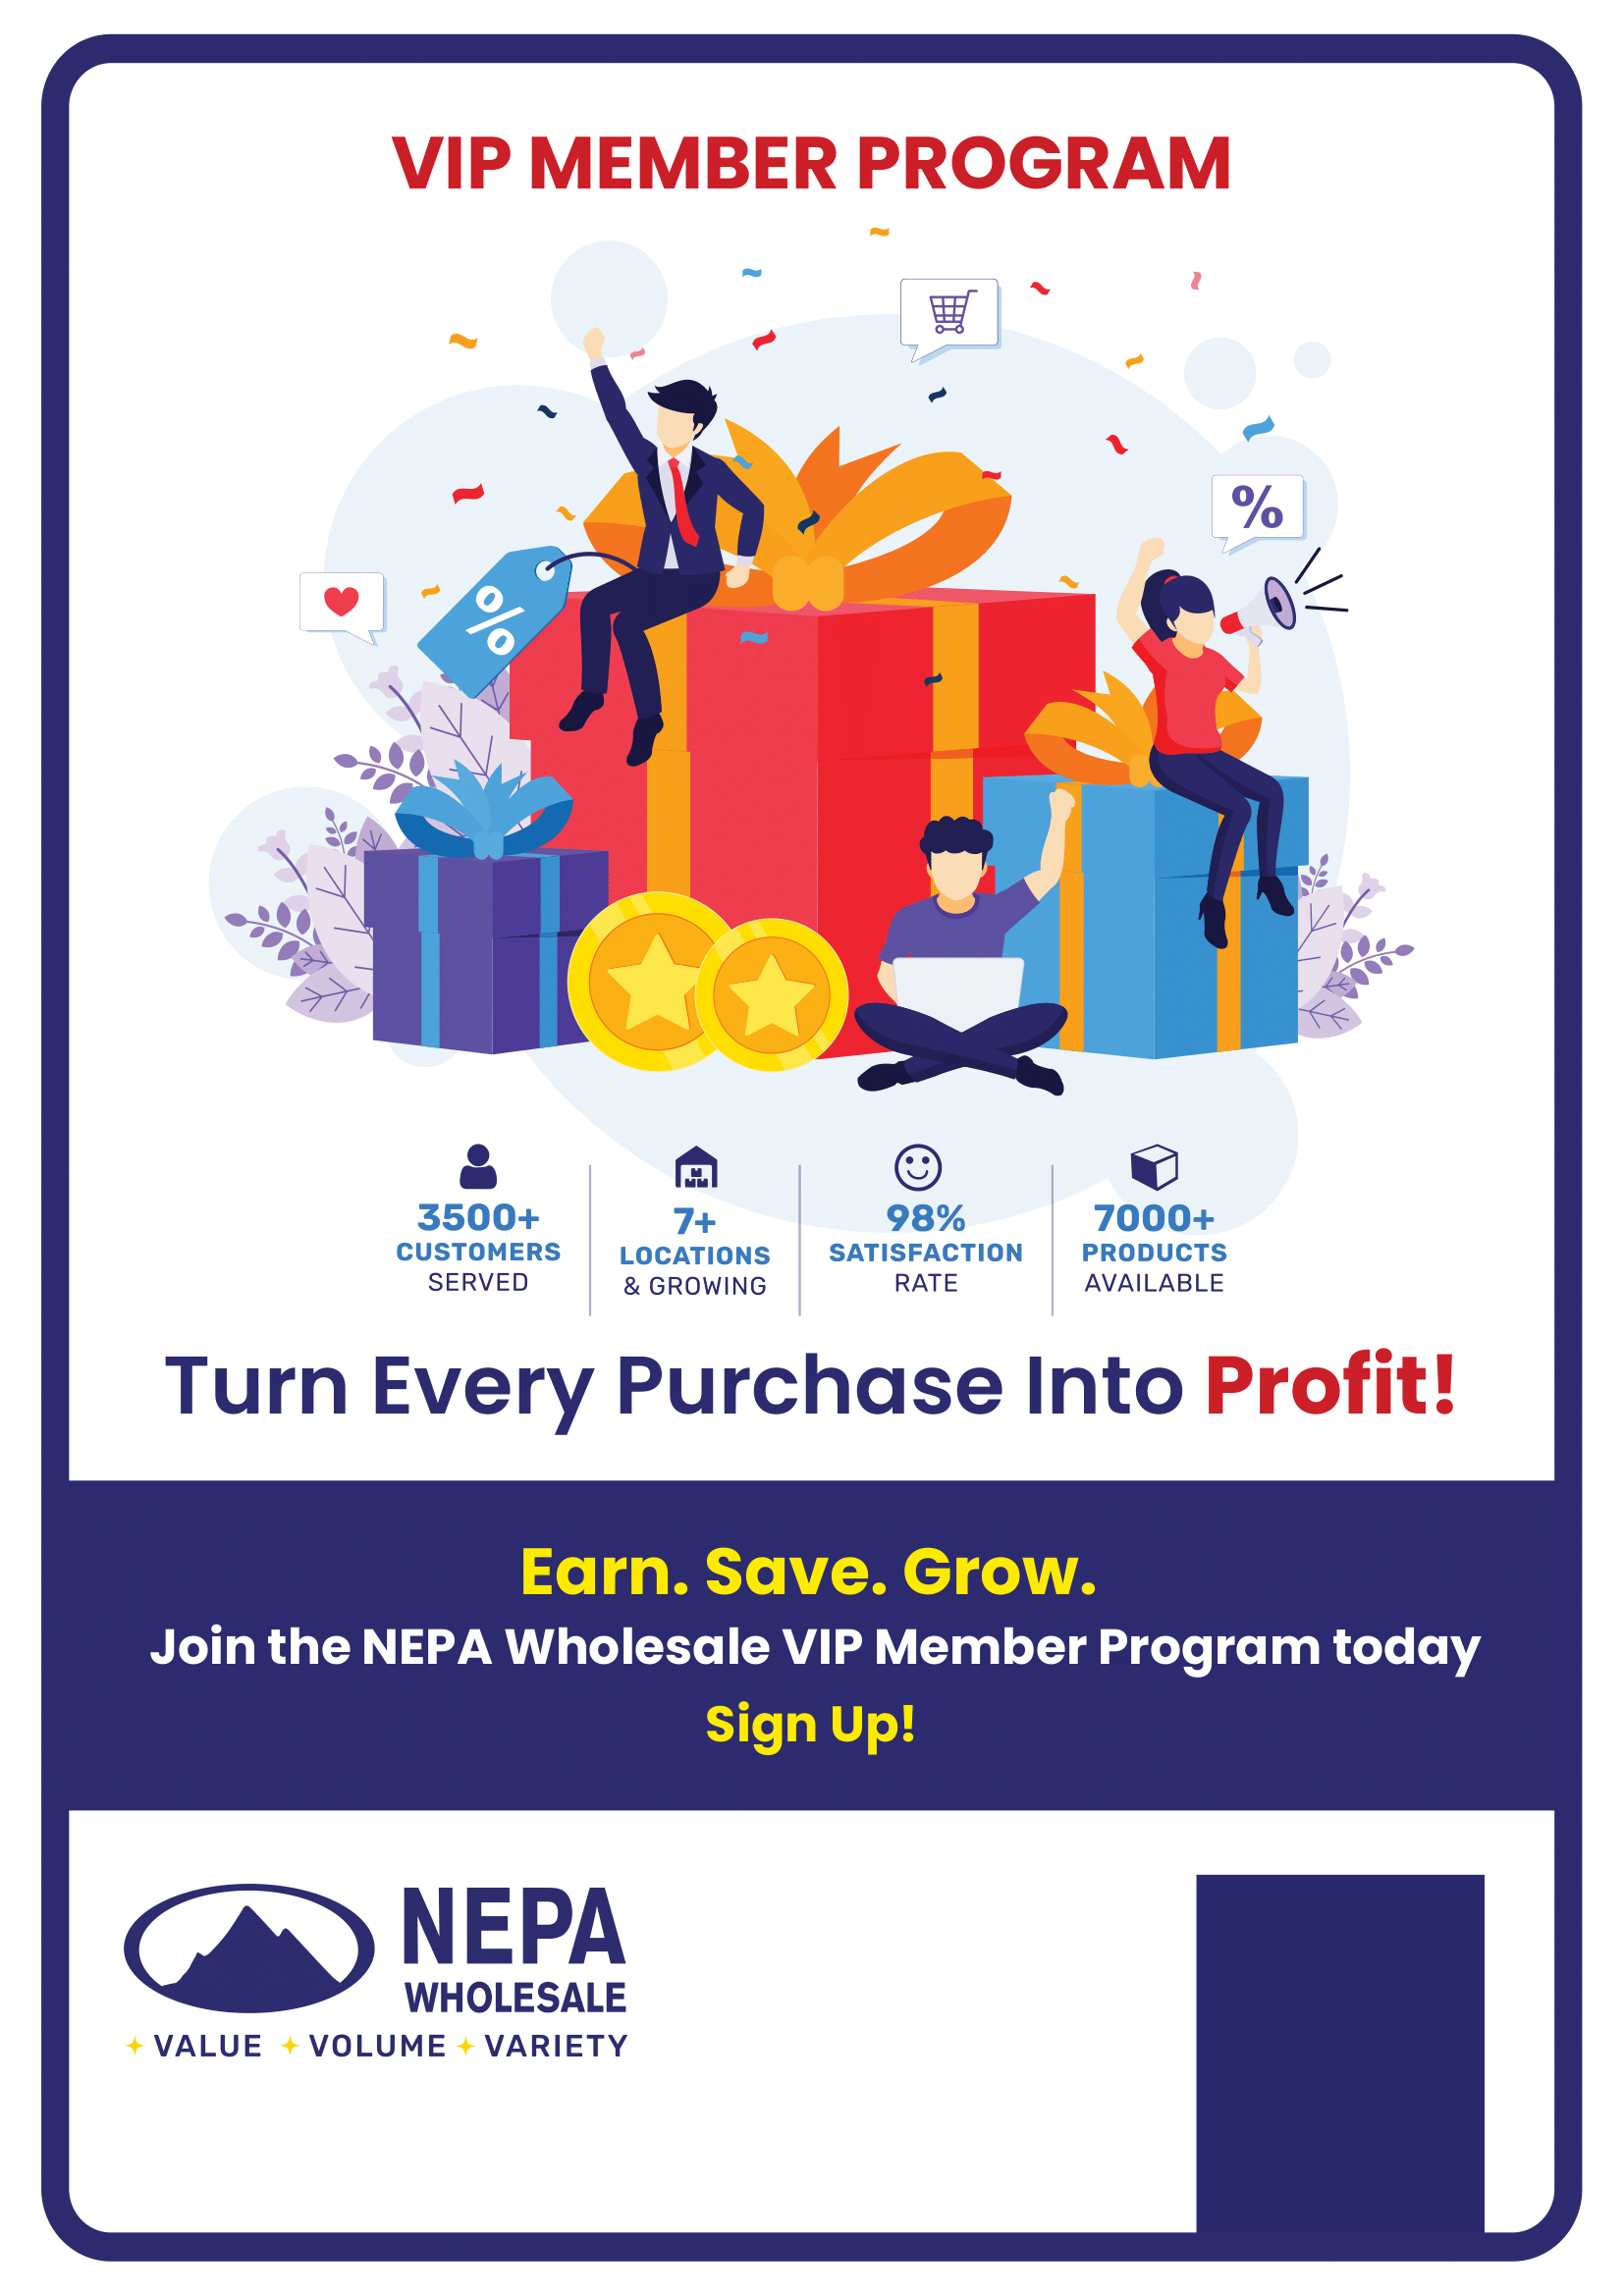 VIP MEMBER PROGRAM
%
%
3500+
CUSTOMERS
SERVED
7+
LOCATIONS
& GROWING
98%
SATISFACTION
RATE
7000+
PRODUCTS
AVAILABLE
Turn Every Purchase Into Profit!
Earn. Save. Grow.
Join the NEPA Wholesale VIP Member Program today
Sign Up!
NEPA
WHOLESALE
VALUE VOLUME VARIETY